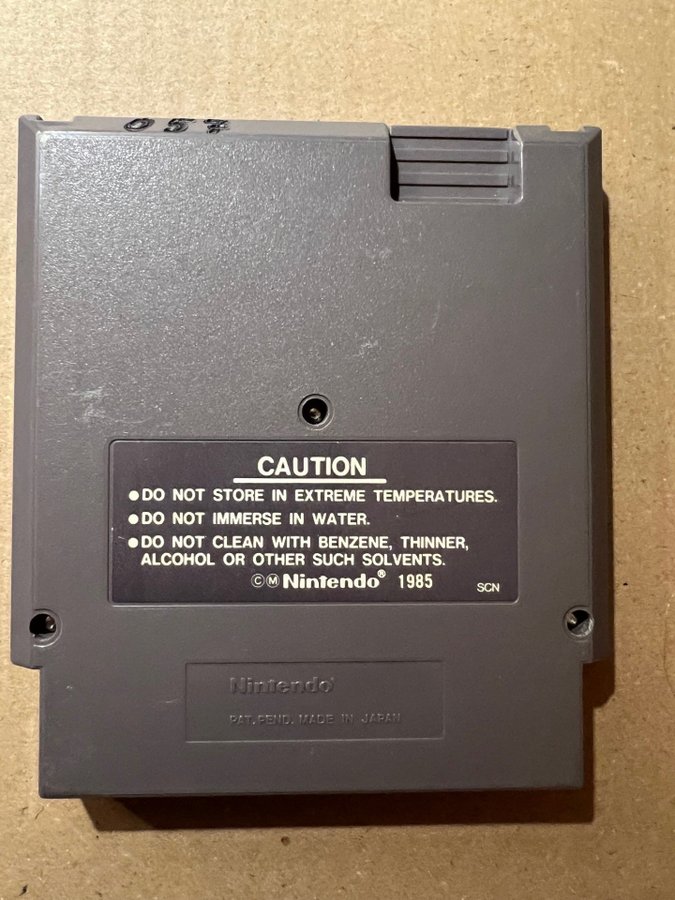 057
CAUTION
●DO NOT STORE IN EXTREME TEMPERATURES.
●DO NOT IMMERSE IN WATER.
●DO NOT CLEAN WITH BENZENE, THINNER,
ALCOHOL OR OTHER SUCH SOLVENTS.
ⒸⓂ Nintendo® 1985 SCN
Nintendo®
PAT. PEND. MADE IN JAPAN